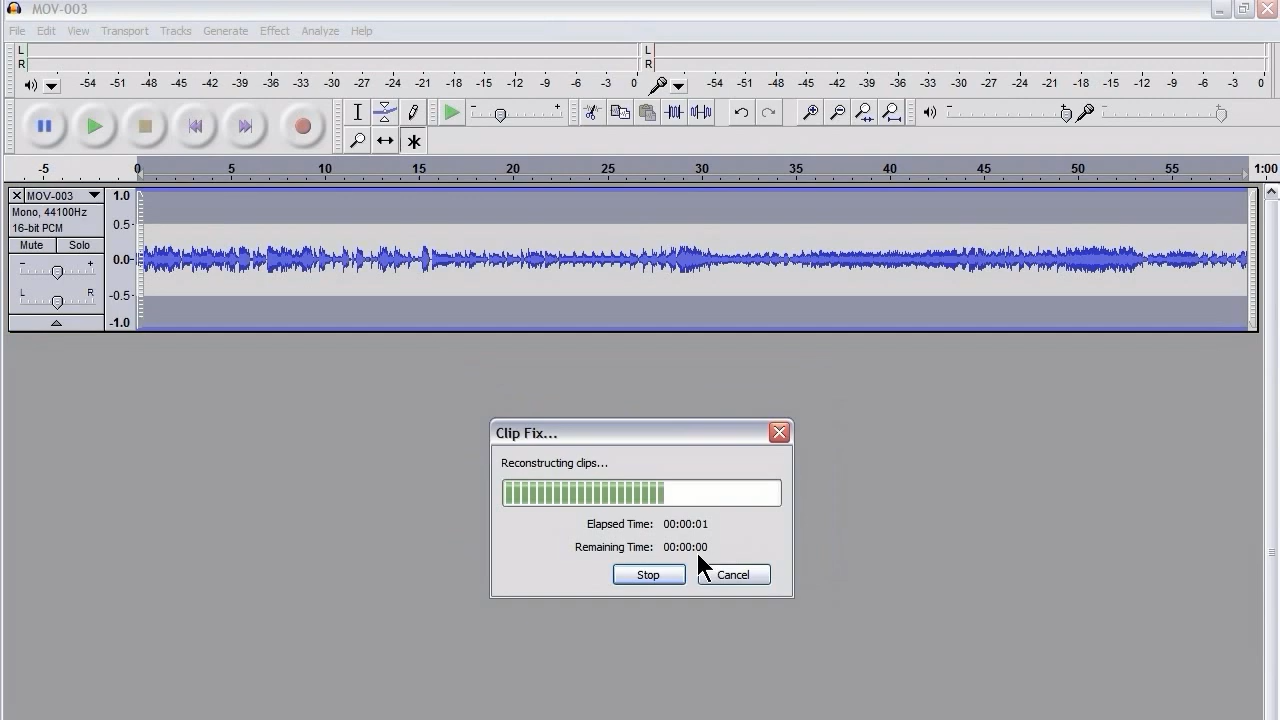 MOV-003
File Edit View Transport Tracks Generate Effect Analyze Help
L
R
-54 -51 -48 -45 -42 -39 -36 -33 -30 -27 -24 -21 -18 -15 -12 -9 -6 -3 0
L
R
-54 -51 -48 -45 -42 -39 -36 -33 -30 -27 -24 -21 -18 -15 -12 -9 -6 -3 0
- +
- +
- +
-5 0 5 10 15 20 25 30 35 40 45 50 55 1:00
MOV-003
Mono, 44100Hz
16-bit PCM
Mute Solo
- +
L R
1.0
0.5-
0.0-
-0.5-
-1.0
Clip Fix...
Reconstructing clips...
Elapsed Time: 00:00:01
Remaining Time: 00:00:00
Stop Cancel